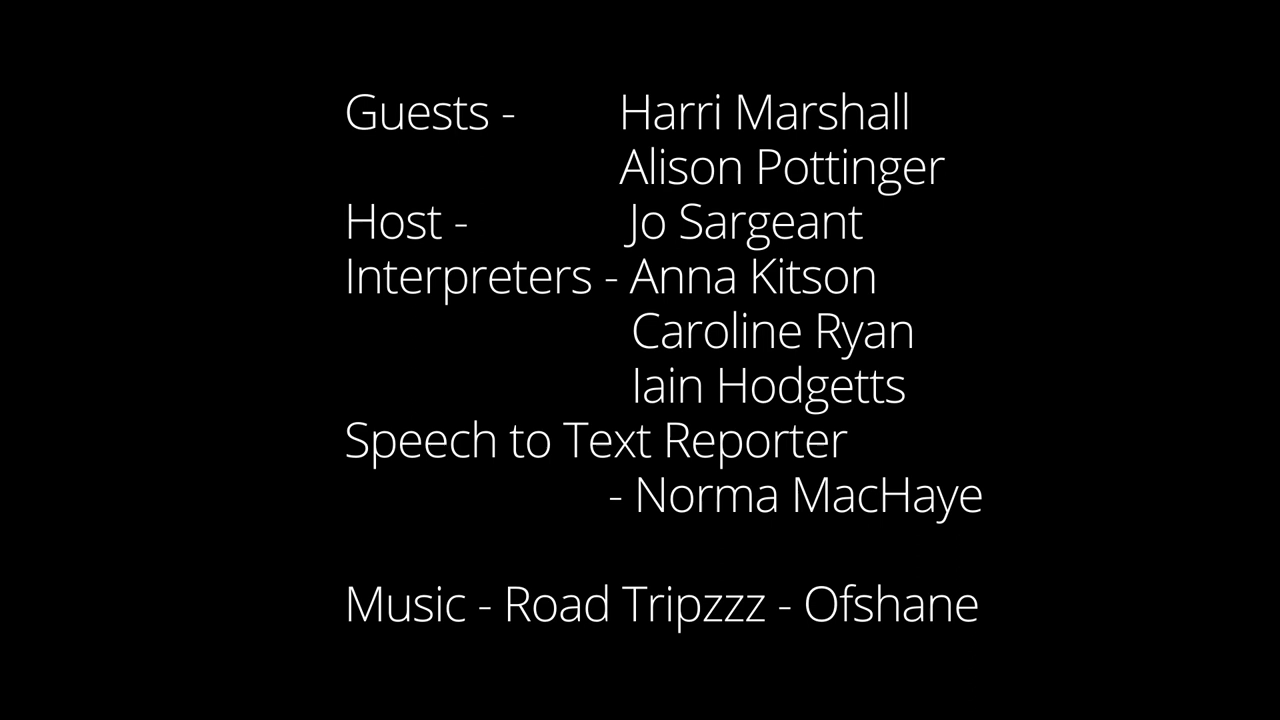 Guests - Harri Marshall
Alison Pottinger
Host - Jo Sargeant
Interpreters - Anna Kitson
Caroline Ryan
Iain Hodgetts
Speech to Text Reporter
- Norma MacHaye
Music - Road Tripzzz - Ofshane